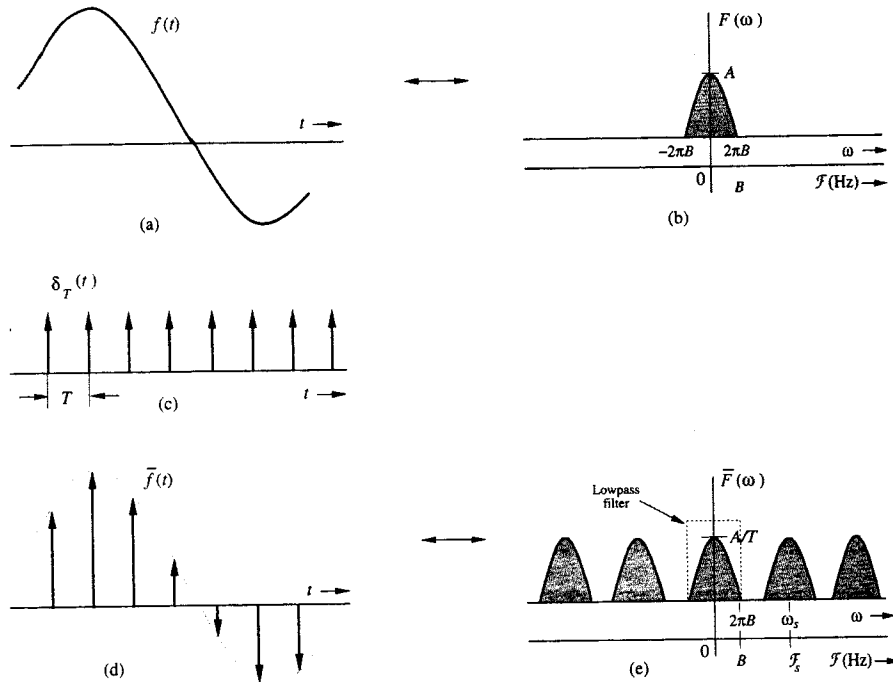 f(t)
F(ω)
A
t
−2πB 2πB ω
0 B ℱ(Hz)
(a)
(b)
δ_T(t)
T t
(c)
f̅(t)
F̅(ω)
Lowpass
filter
A/T
t
2πB ω_s ω
0 B ℱ_s ℱ(Hz)
(d)
(e)